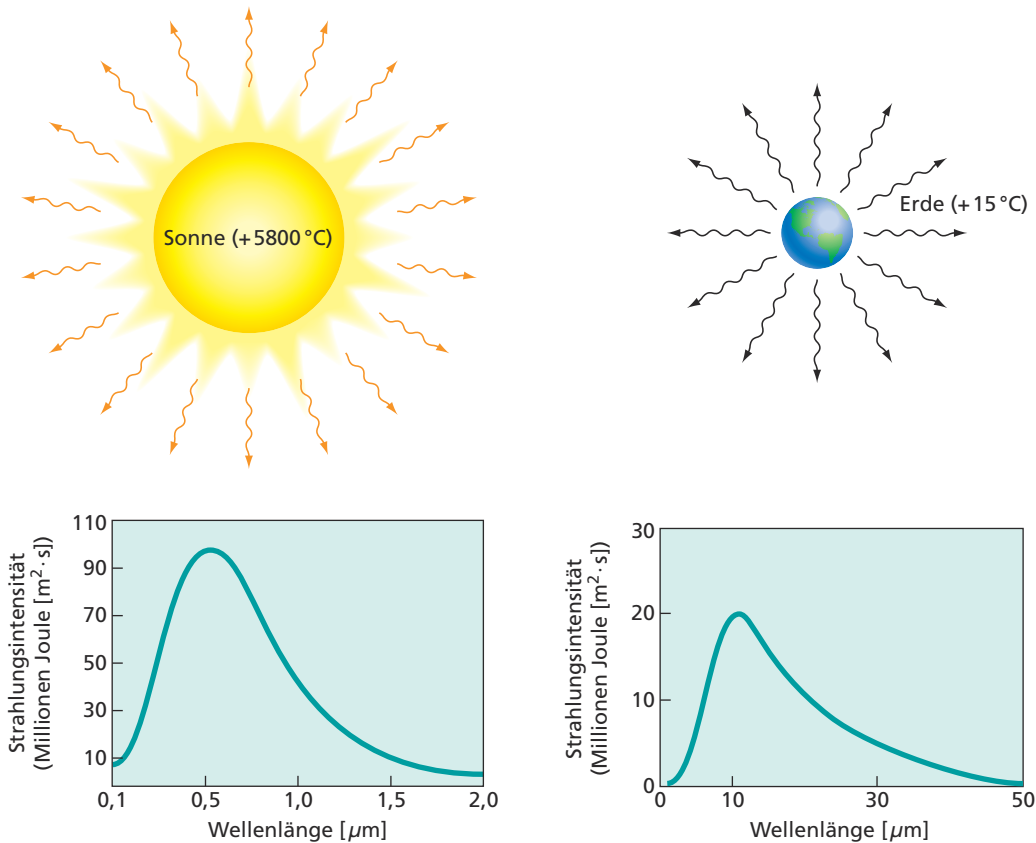 Sonne (+5800 °C)
Erde (+15 °C)
Strahlungsintensität
(Millionen Joule [m²·s])
110
90
70
50
30
10
0,1
0,5
1,0
1,5
2,0
Wellenlänge [µm]
Strahlungsintensität
(Millionen Joule [m²·s])
30
20
10
0
0
10
30
50
Wellenlänge [µm]